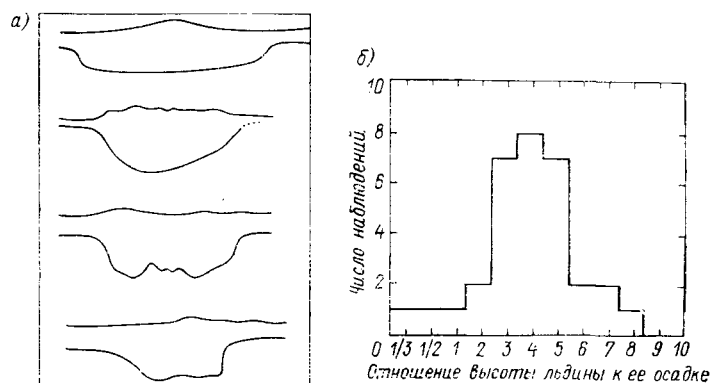 а)
б)
10
8
6
4
2
Число наблюдений
0 1/3 1/2 1 2 3 4 5 6 7 8 9 10
Отношение высоты льдины к ее осадке